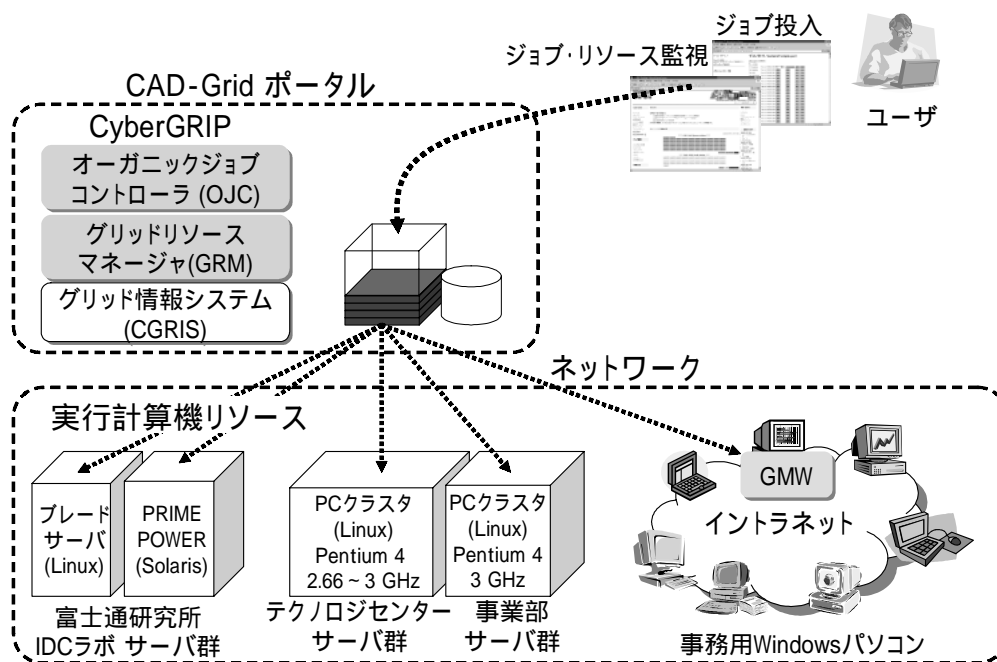 ジョブ投入
ジョブ・リソース監視
ユーザ
CAD-Grid ポータル
CyberGRIP
オーガニックジョブ
コントローラ (OJC)
グリッドリソース
マネージャ(GRM)
グリッド情報システム
(CGRIS)
ネットワーク
実行計算機リソース
ブレード
サーバ
(Linux)
PRIME
POWER
(Solaris)
富士通研究所
IDCラボ サーバ群
PCクラスタ
(Linux)
Pentium 4
2.66 ~ 3 GHz
テクノロジセンター
サーバ群
PCクラスタ
(Linux)
Pentium 4
3 GHz
事業部
サーバ群
GMW
イントラネット
事務用Windowsパソコン